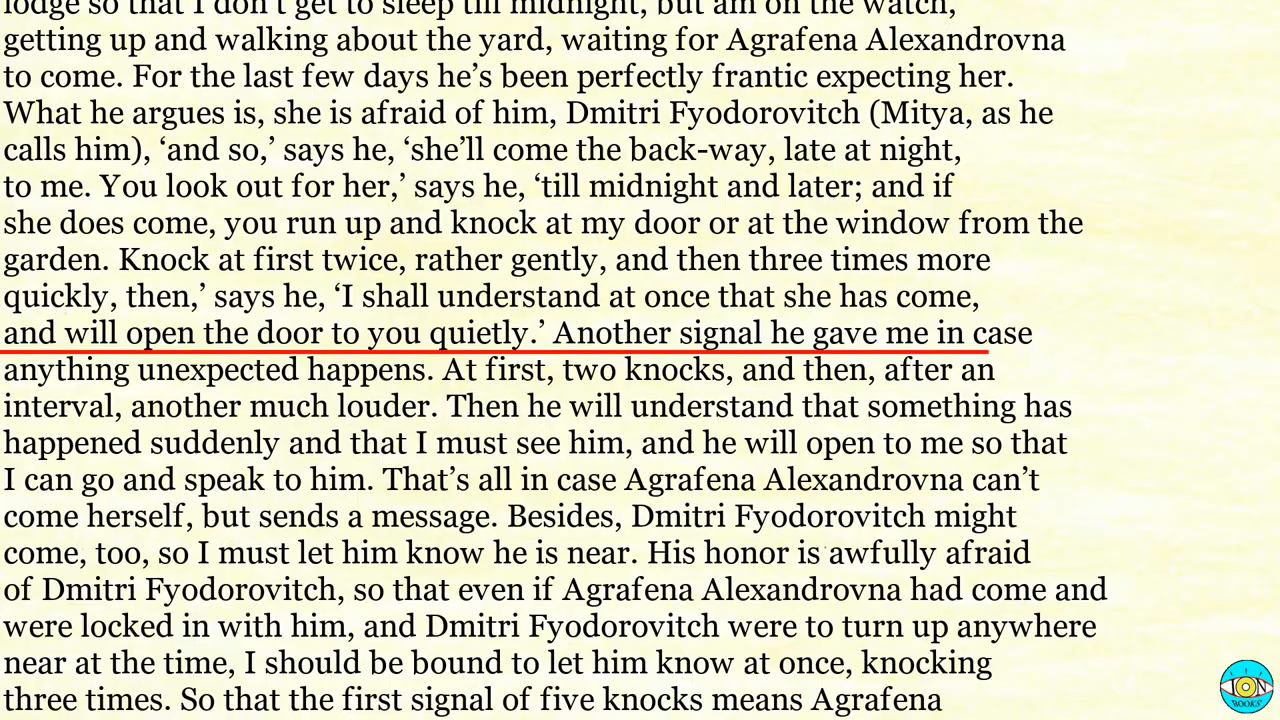 lodge so that I don't get to sleep till midnight, but am on the watch,
getting up and walking about the yard, waiting for Agrafena Alexandrovna
to come. For the last few days he’s been perfectly frantic expecting her.
What he argues is, she is afraid of him, Dmitri Fyodorovitch (Mitya, as he
calls him), ‘and so,’ says he, ‘she’ll come the back-way, late at night,
to me. You look out for her,’ says he, ‘till midnight and later; and if
she does come, you run up and knock at my door or at the window from the
garden. Knock at first twice, rather gently, and then three times more
quickly, then,’ says he, ‘I shall understand at once that she has come,
and will open the door to you quietly.’ Another signal he gave me in case
anything unexpected happens. At first, two knocks, and then, after an
interval, another much louder. Then he will understand that something has
happened suddenly and that I must see him, and he will open to me so that
I can go and speak to him. That’s all in case Agrafena Alexandrovna can’t
come herself, but sends a message. Besides, Dmitri Fyodorovitch might
come, too, so I must let him know he is near. His honor is awfully afraid
of Dmitri Fyodorovitch, so that even if Agrafena Alexandrovna had come and
were locked in with him, and Dmitri Fyodorovitch were to turn up anywhere
near at the time, I should be bound to let him know at once, knocking
three times. So that the first signal of five knocks means Agrafena
ION
BOOKS